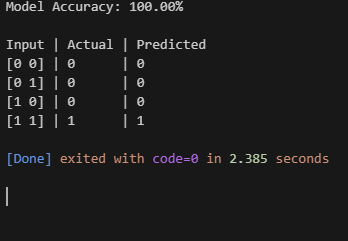 Model Accuracy: 100.00%
Input | Actual | Predicted
[0 0] | 0      | 0
[0 1] | 0      | 0
[1 0] | 0      | 0
[1 1] | 1      | 1
[Done] exited with code=0 in 2.385 seconds